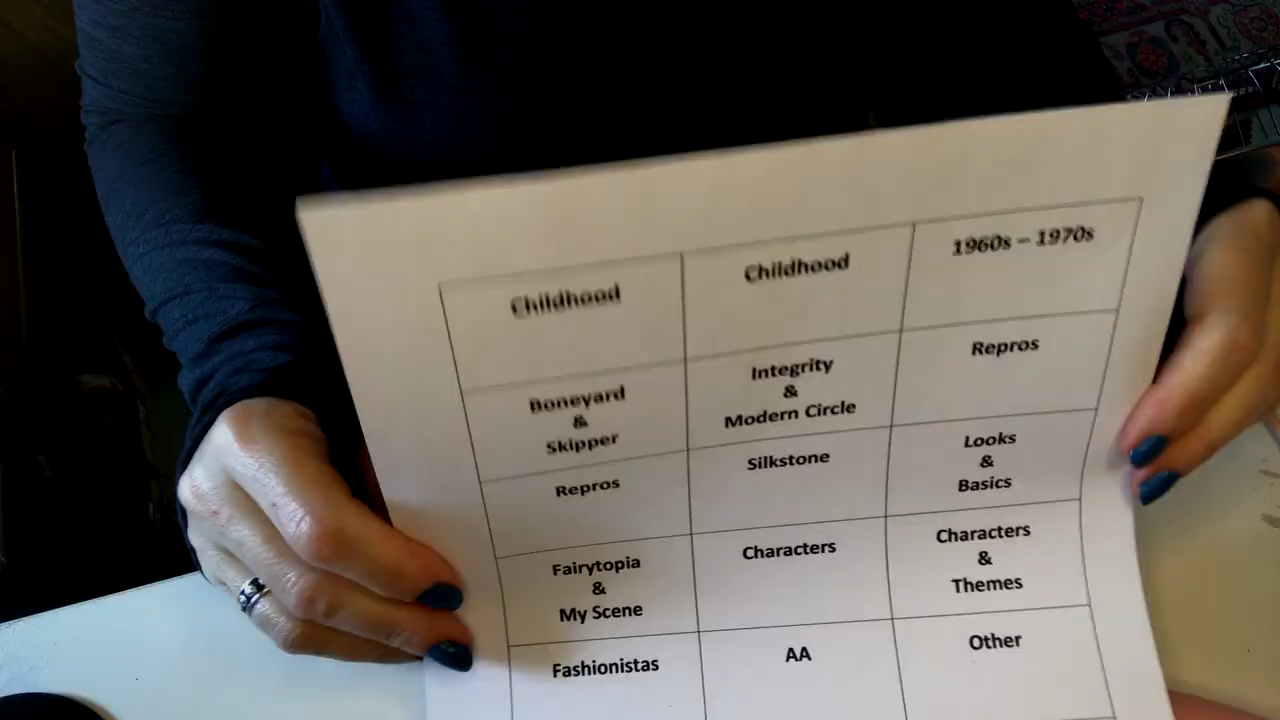 Childhood
Childhood
1960s – 1970s
Boneyard
&
Skipper
Integrity
&
Modern Circle
Repros
Repros
Silkstone
Looks
&
Basics
Fairytopia
&
My Scene
Characters
Characters
&
Themes
Fashionistas
AA
Other